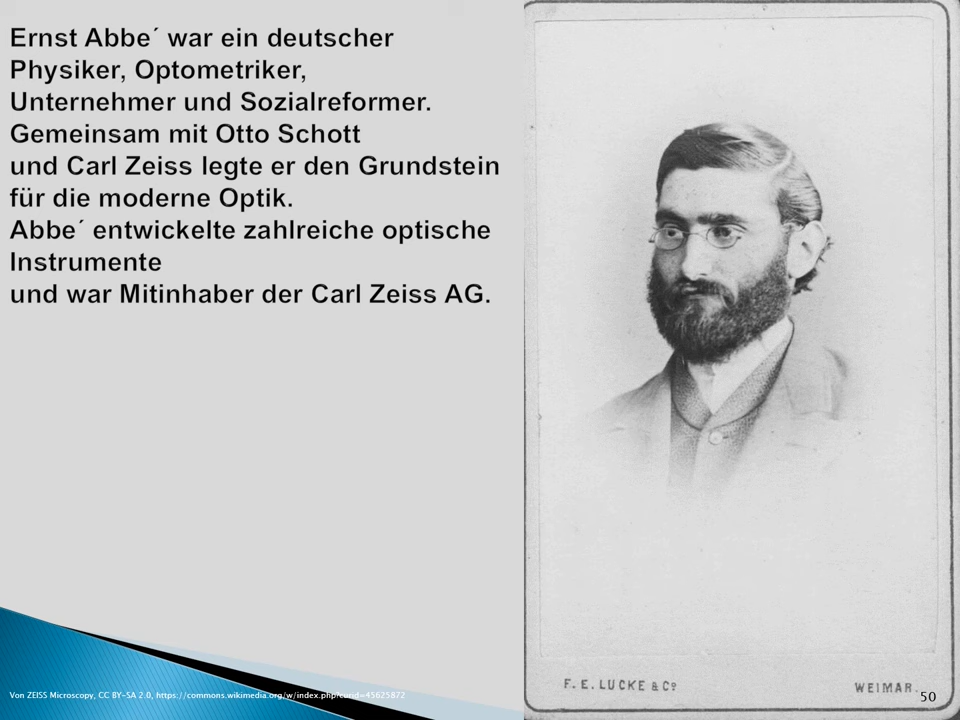 Ernst Abbe´ war ein deutscher
Physiker, Optometriker,
Unternehmer und Sozialreformer.
Gemeinsam mit Otto Schott
und Carl Zeiss legte er den Grundstein
für die moderne Optik.
Abbe´ entwickelte zahlreiche optische
Instrumente
und war Mitinhaber der Carl Zeiss AG.
F. E. LUCKE & Cº
WEIMAR.
Von ZEISS Microscopy, CC BY-SA 2.0, https://commons.wikimedia.org/w/index.php?curid=45625872
50